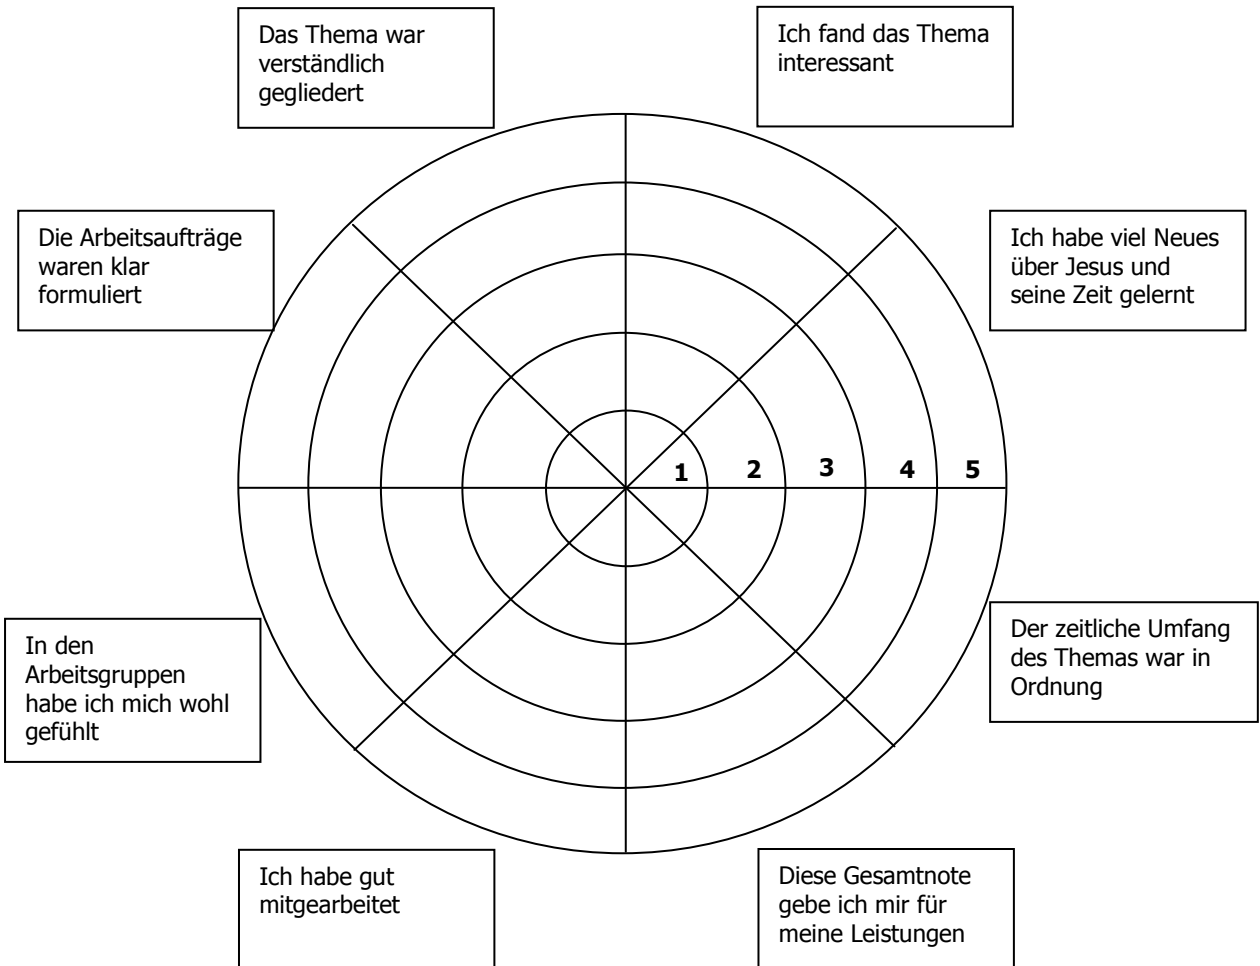 Das Thema war
verständlich
gegliedert
Ich fand das Thema
interessant
Die Arbeitsaufträge
waren klar
formuliert
Ich habe viel Neues
über Jesus und
seine Zeit gelernt
1 2 3 4 5
In den
Arbeitsgruppen
habe ich mich wohl
gefühlt
Der zeitliche Umfang
des Themas war in
Ordnung
Ich habe gut
mitgearbeitet
Diese Gesamtnote
gebe ich mir für
meine Leistungen